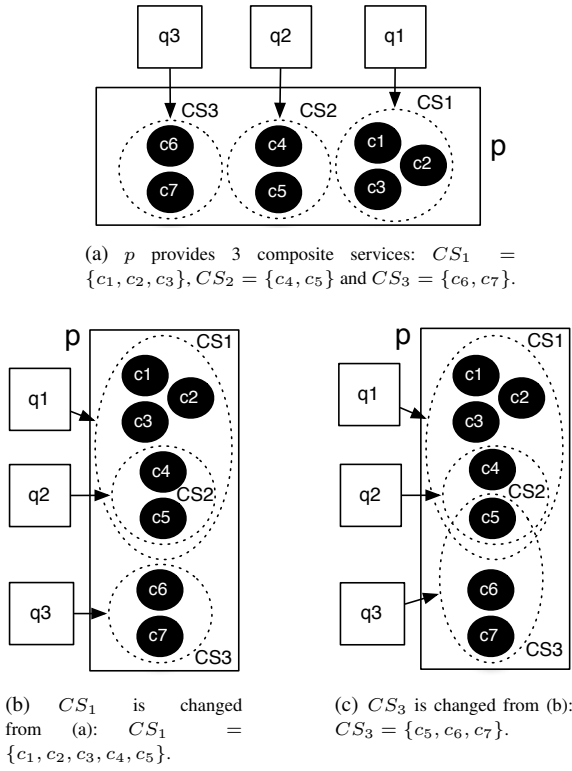 q3 q2 q1
CS3 CS2 CS1
c6 c4 c1
c2
p
c7 c5 c3
(a) p provides 3 composite services: CS₁ =
{c₁, c₂, c₃}, CS₂ = {c₄, c₅} and CS₃ = {c₆, c₇}.
p
CS1
c1
c2
q1
c3
c4
q2
CS2
c5
c6
q3
c7
CS3
(b) CS₁ is changed
from (a): CS₁ =
{c₁, c₂, c₃, c₄, c₅}.
p
CS1
c1
c2
q1
c3
c4
q2
CS2
c5
c6
q3
c7
CS3
(c) CS₃ is changed from (b):
CS₃ = {c₅, c₆, c₇}.